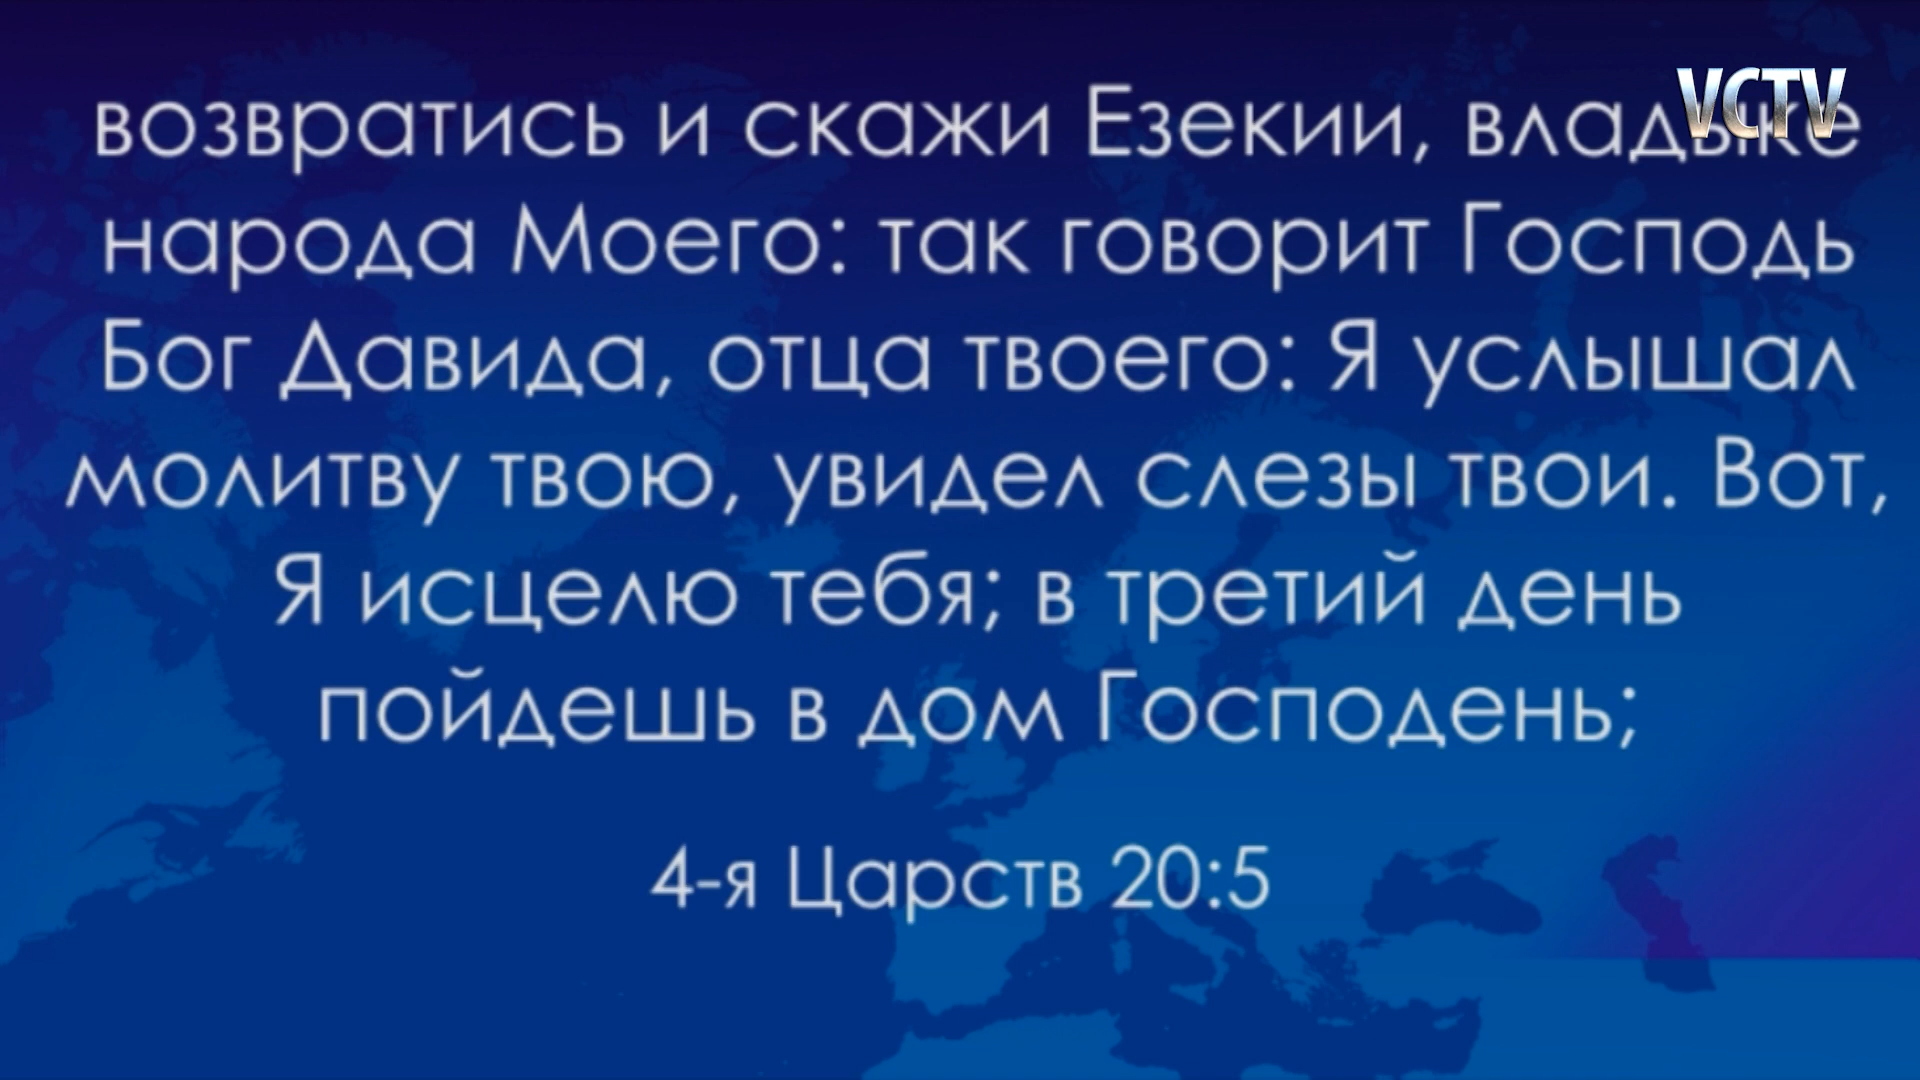 VCTV
возвратись и скажи Езекии, владыке
народа Моего: так говорит Господь
Бог Давида, отца твоего: Я услышал
молитву твою, увидел слезы твои. Вот,
Я исцелю тебя; в третий день
пойдешь в дом Господень;
4-я Царств 20:5